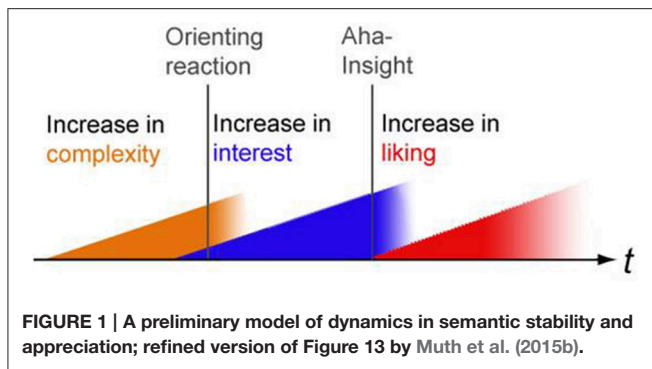 Orienting
reaction
Aha-
Insight
Increase in
complexity
Increase in
interest
Increase in
liking
t
FIGURE 1 | A preliminary model of dynamics in semantic stability and
appreciation; refined version of Figure 13 by Muth et al. (2015b).